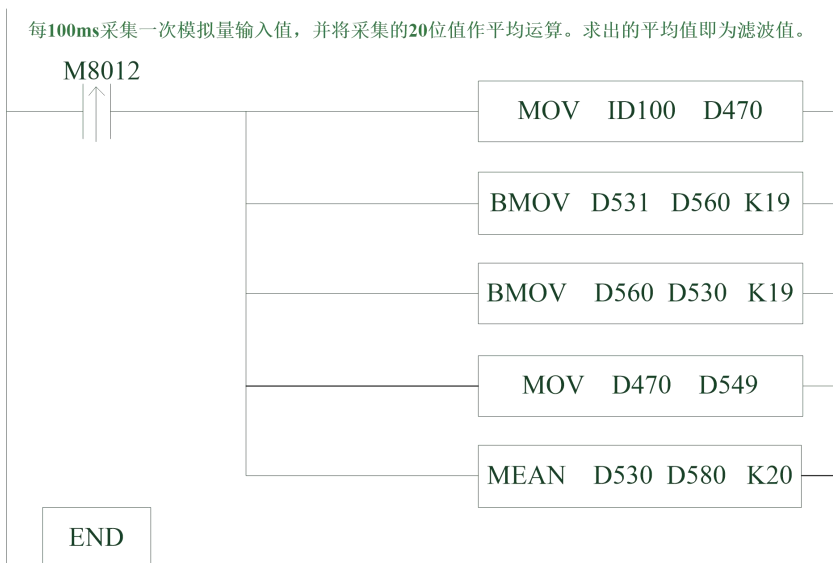 每100ms采集一次模拟量输入值，并将采集的20位值作平均运算。求出的平均值即为滤波值。
M8012
MOV ID100 D470
BMOV D531 D560 K19
BMOV D560 D530 K19
MOV D470 D549
MEAN D530 D580 K20
END